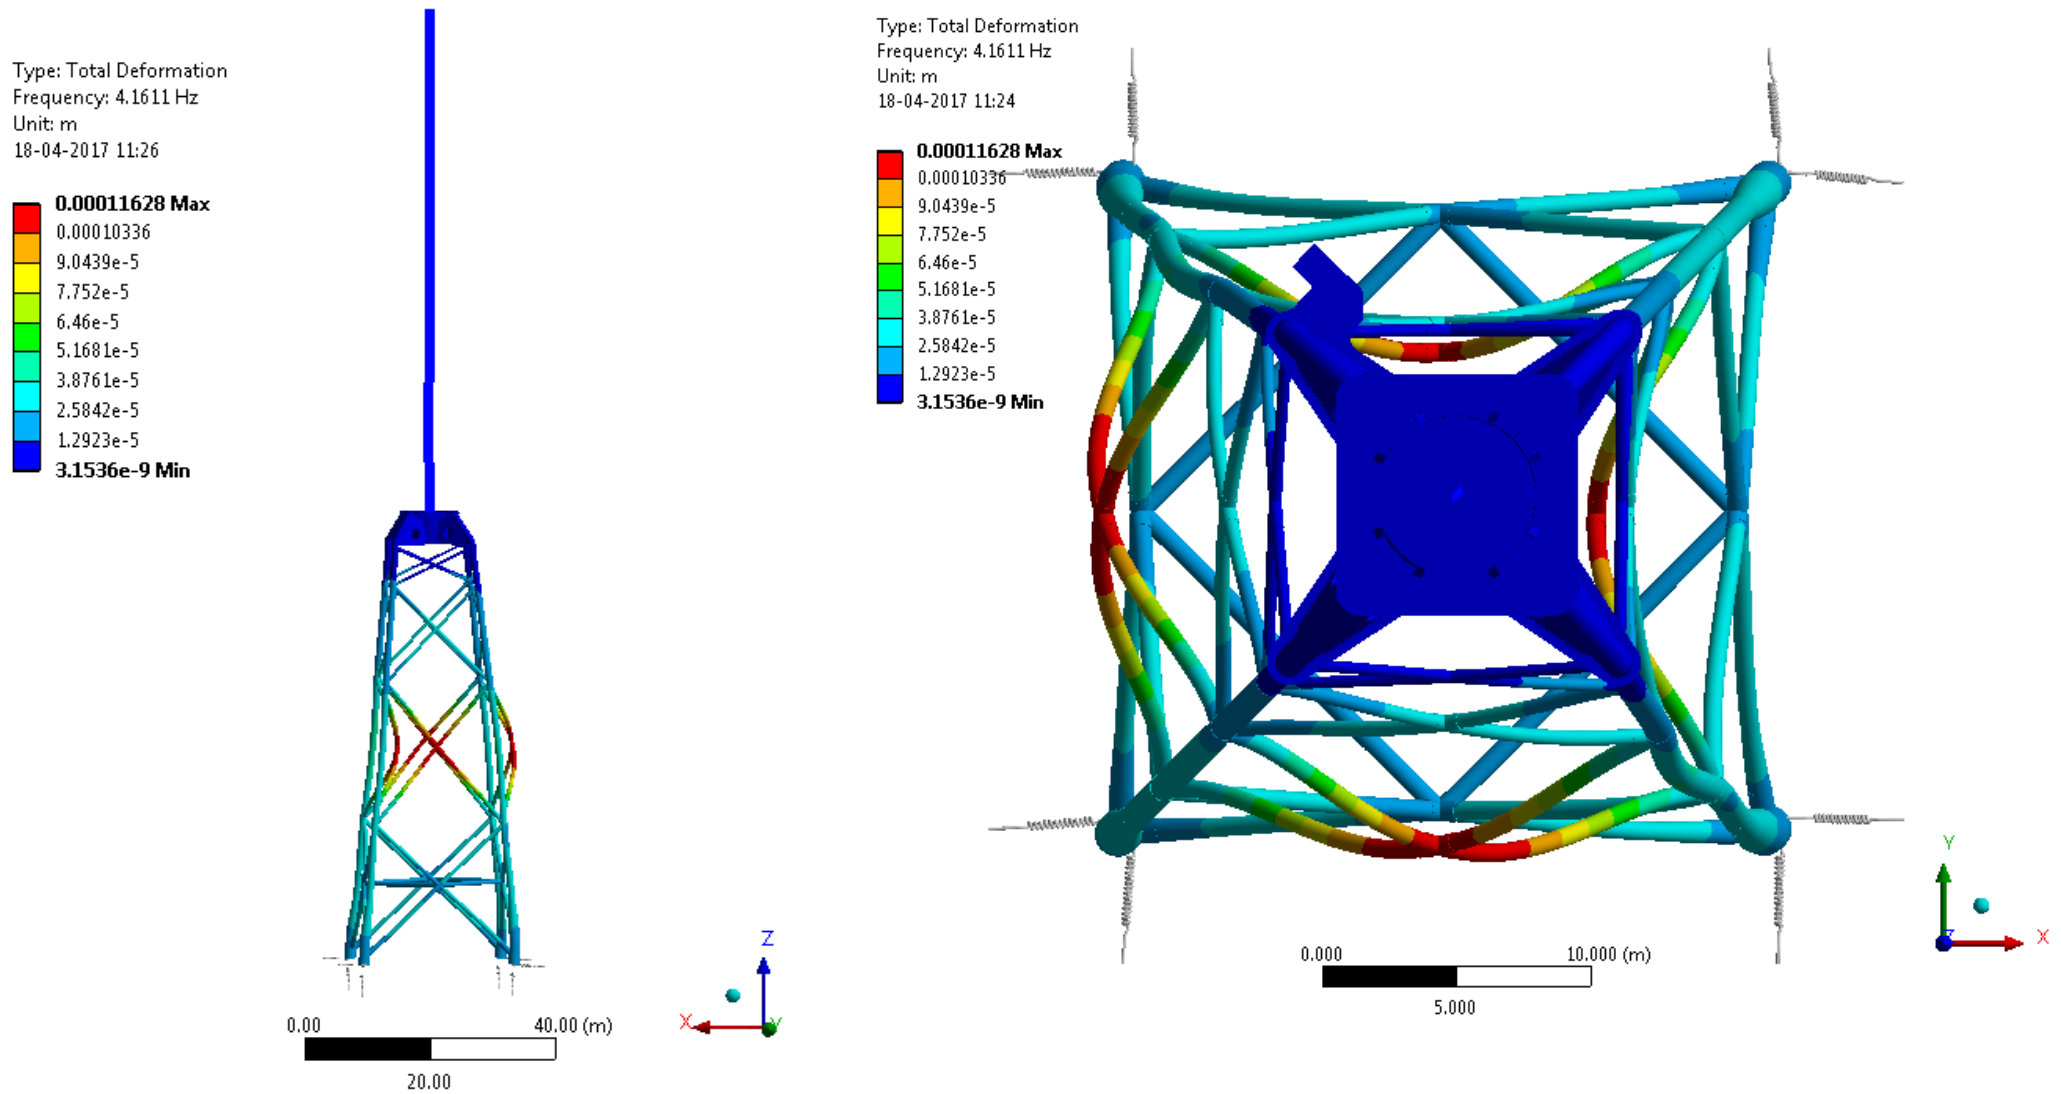 Type: Total Deformation
Frequency: 4.1611 Hz
Unit: m
18-04-2017 11:26
0.00011628 Max
0.00010336
9.0439e-5
7.752e-5
6.46e-5
5.1681e-5
3.8761e-5
2.5842e-5
1.2923e-5
3.1536e-9 Min
Z
X
Y
0.00
40.00 (m)
20.00
Type: Total Deformation
Frequency: 4.1611 Hz
Unit: m
18-04-2017 11:24
0.00011628 Max
0.00010336
9.0439e-5
7.752e-5
6.46e-5
5.1681e-5
3.8761e-5
2.5842e-5
1.2923e-5
3.1536e-9 Min
0.000
10.000 (m)
5.000
Y
Z
X